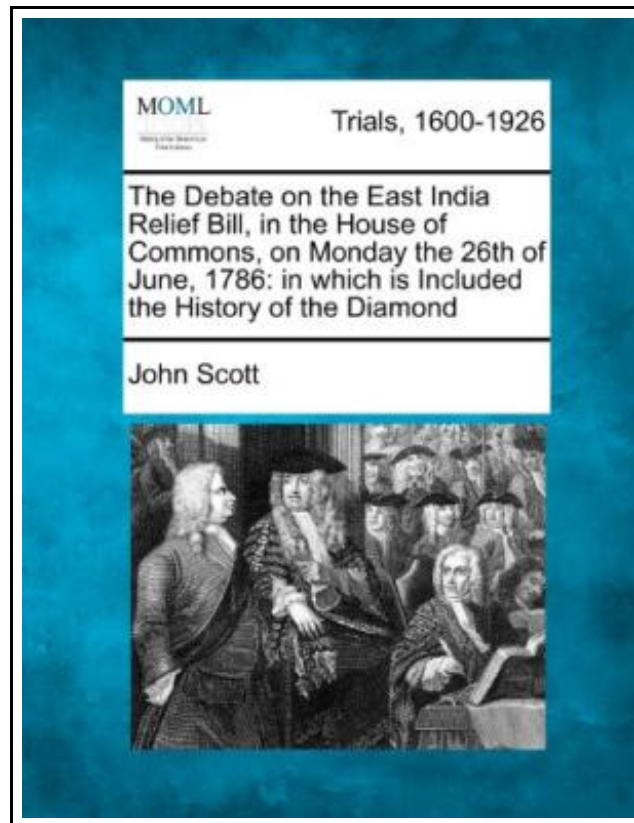 MOML
Trials, 1600-1926
The Debate on the East India
Relief Bill, in the House of
Commons, on Monday the 26th of
June, 1786: in which is Included
the History of the Diamond
John Scott